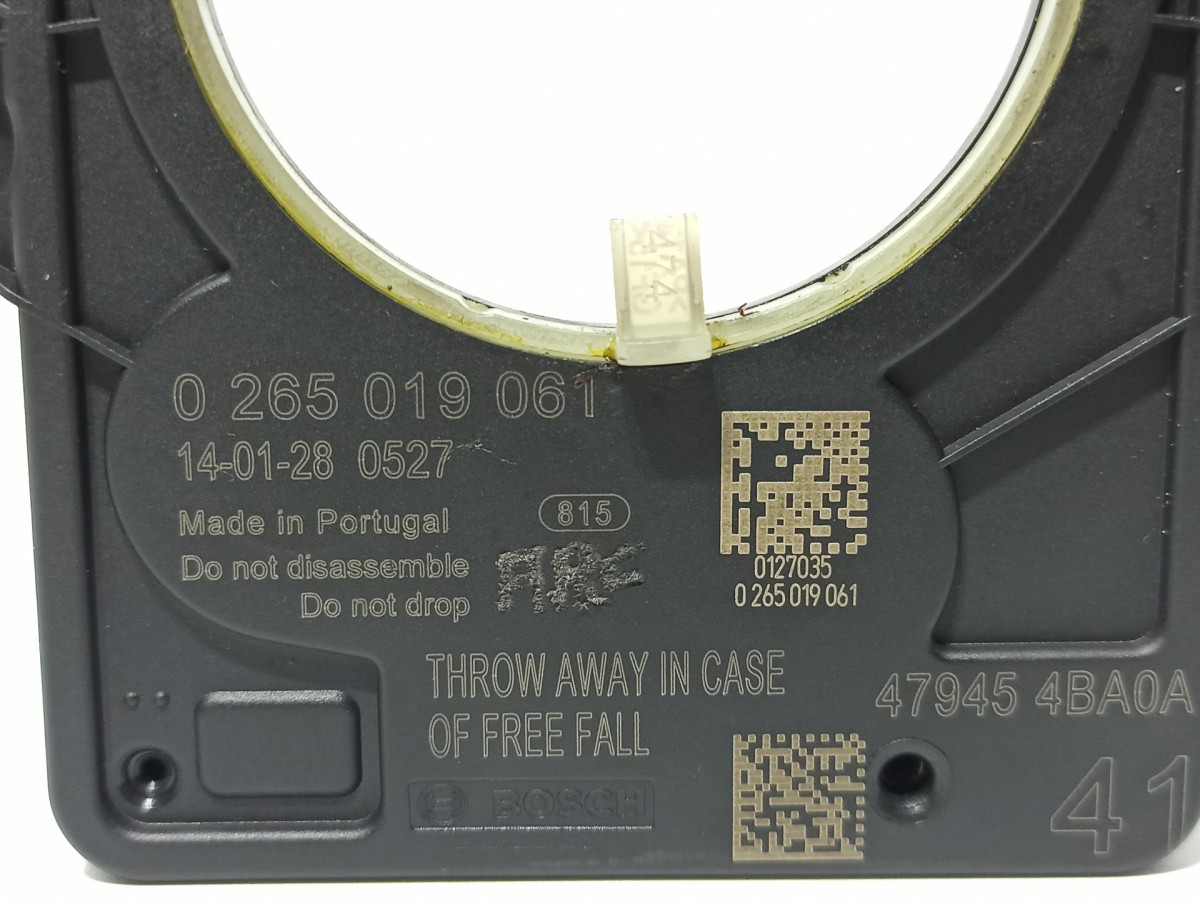 0 265 019 061
14-01-28 0527
Made in Portugal
815
Do not disassemble
Do not drop
0127035
0 265 019 061
THROW AWAY IN CASE
OF FREE FALL
47945 4BA0A
BOSCH
41